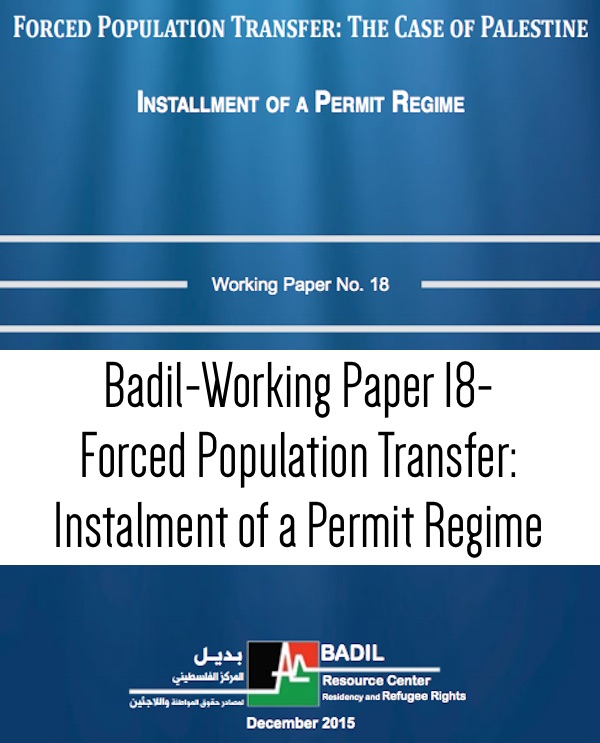 FORCED POPULATION TRANSFER: THE CASE OF PALESTINE
INSTALLMENT OF A PERMIT REGIME
Working Paper No. 18
Badil-Working Paper 18-
Forced Population Transfer:
Instalment of a Permit Regime
بديـل
المركز الفلسطيني
لمصادر حقوق المواطنة واللاجئين
BADIL
Resource Center
Residency and Refugee Rights
December 2015